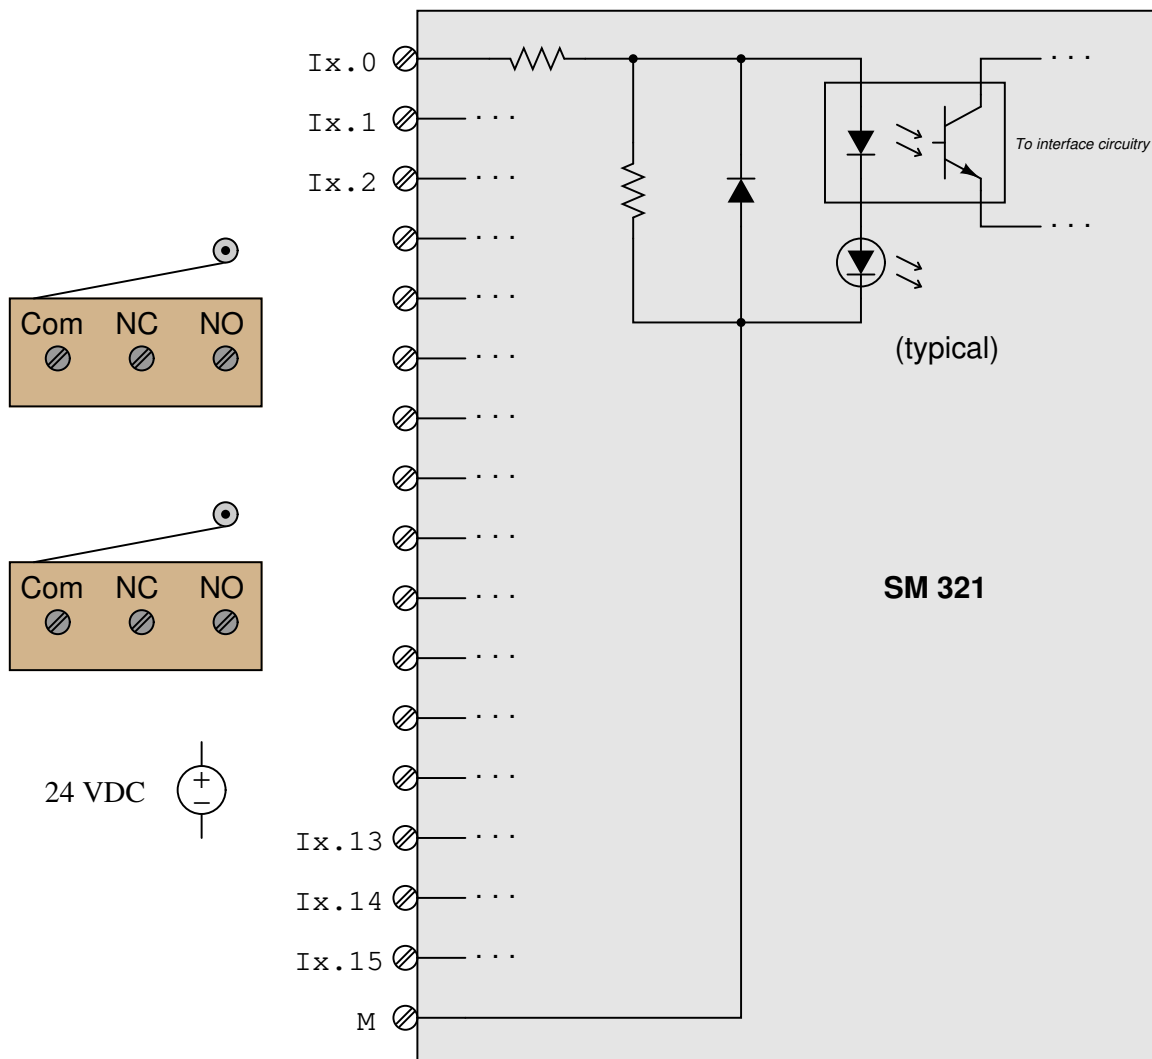 Ix.0
Ix.1
To interface circuitry
Ix.2
Com NC NO
(typical)
Com NC NO
SM 321
24 VDC
+
−
Ix.13
Ix.14
Ix.15
M